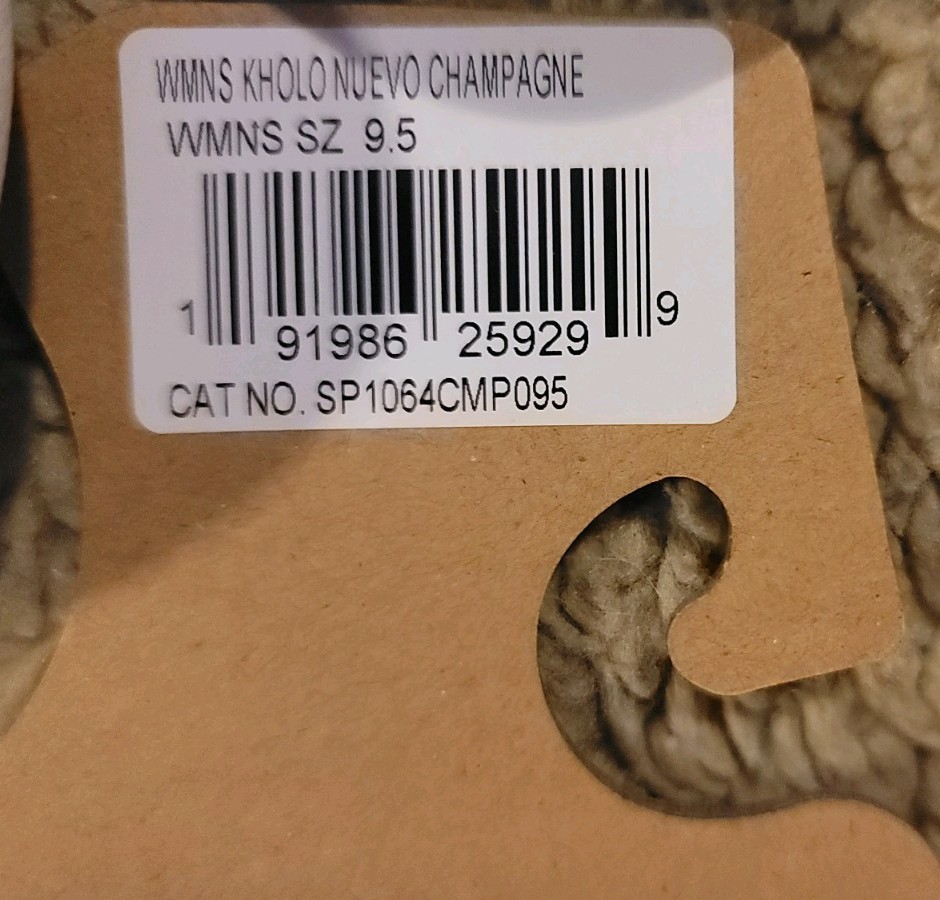 WMNS KHOLO NUEVO CHAMPAGNE
WMNS SZ 9.5
1 91986 25929 9
CAT NO. SP1064CMP095